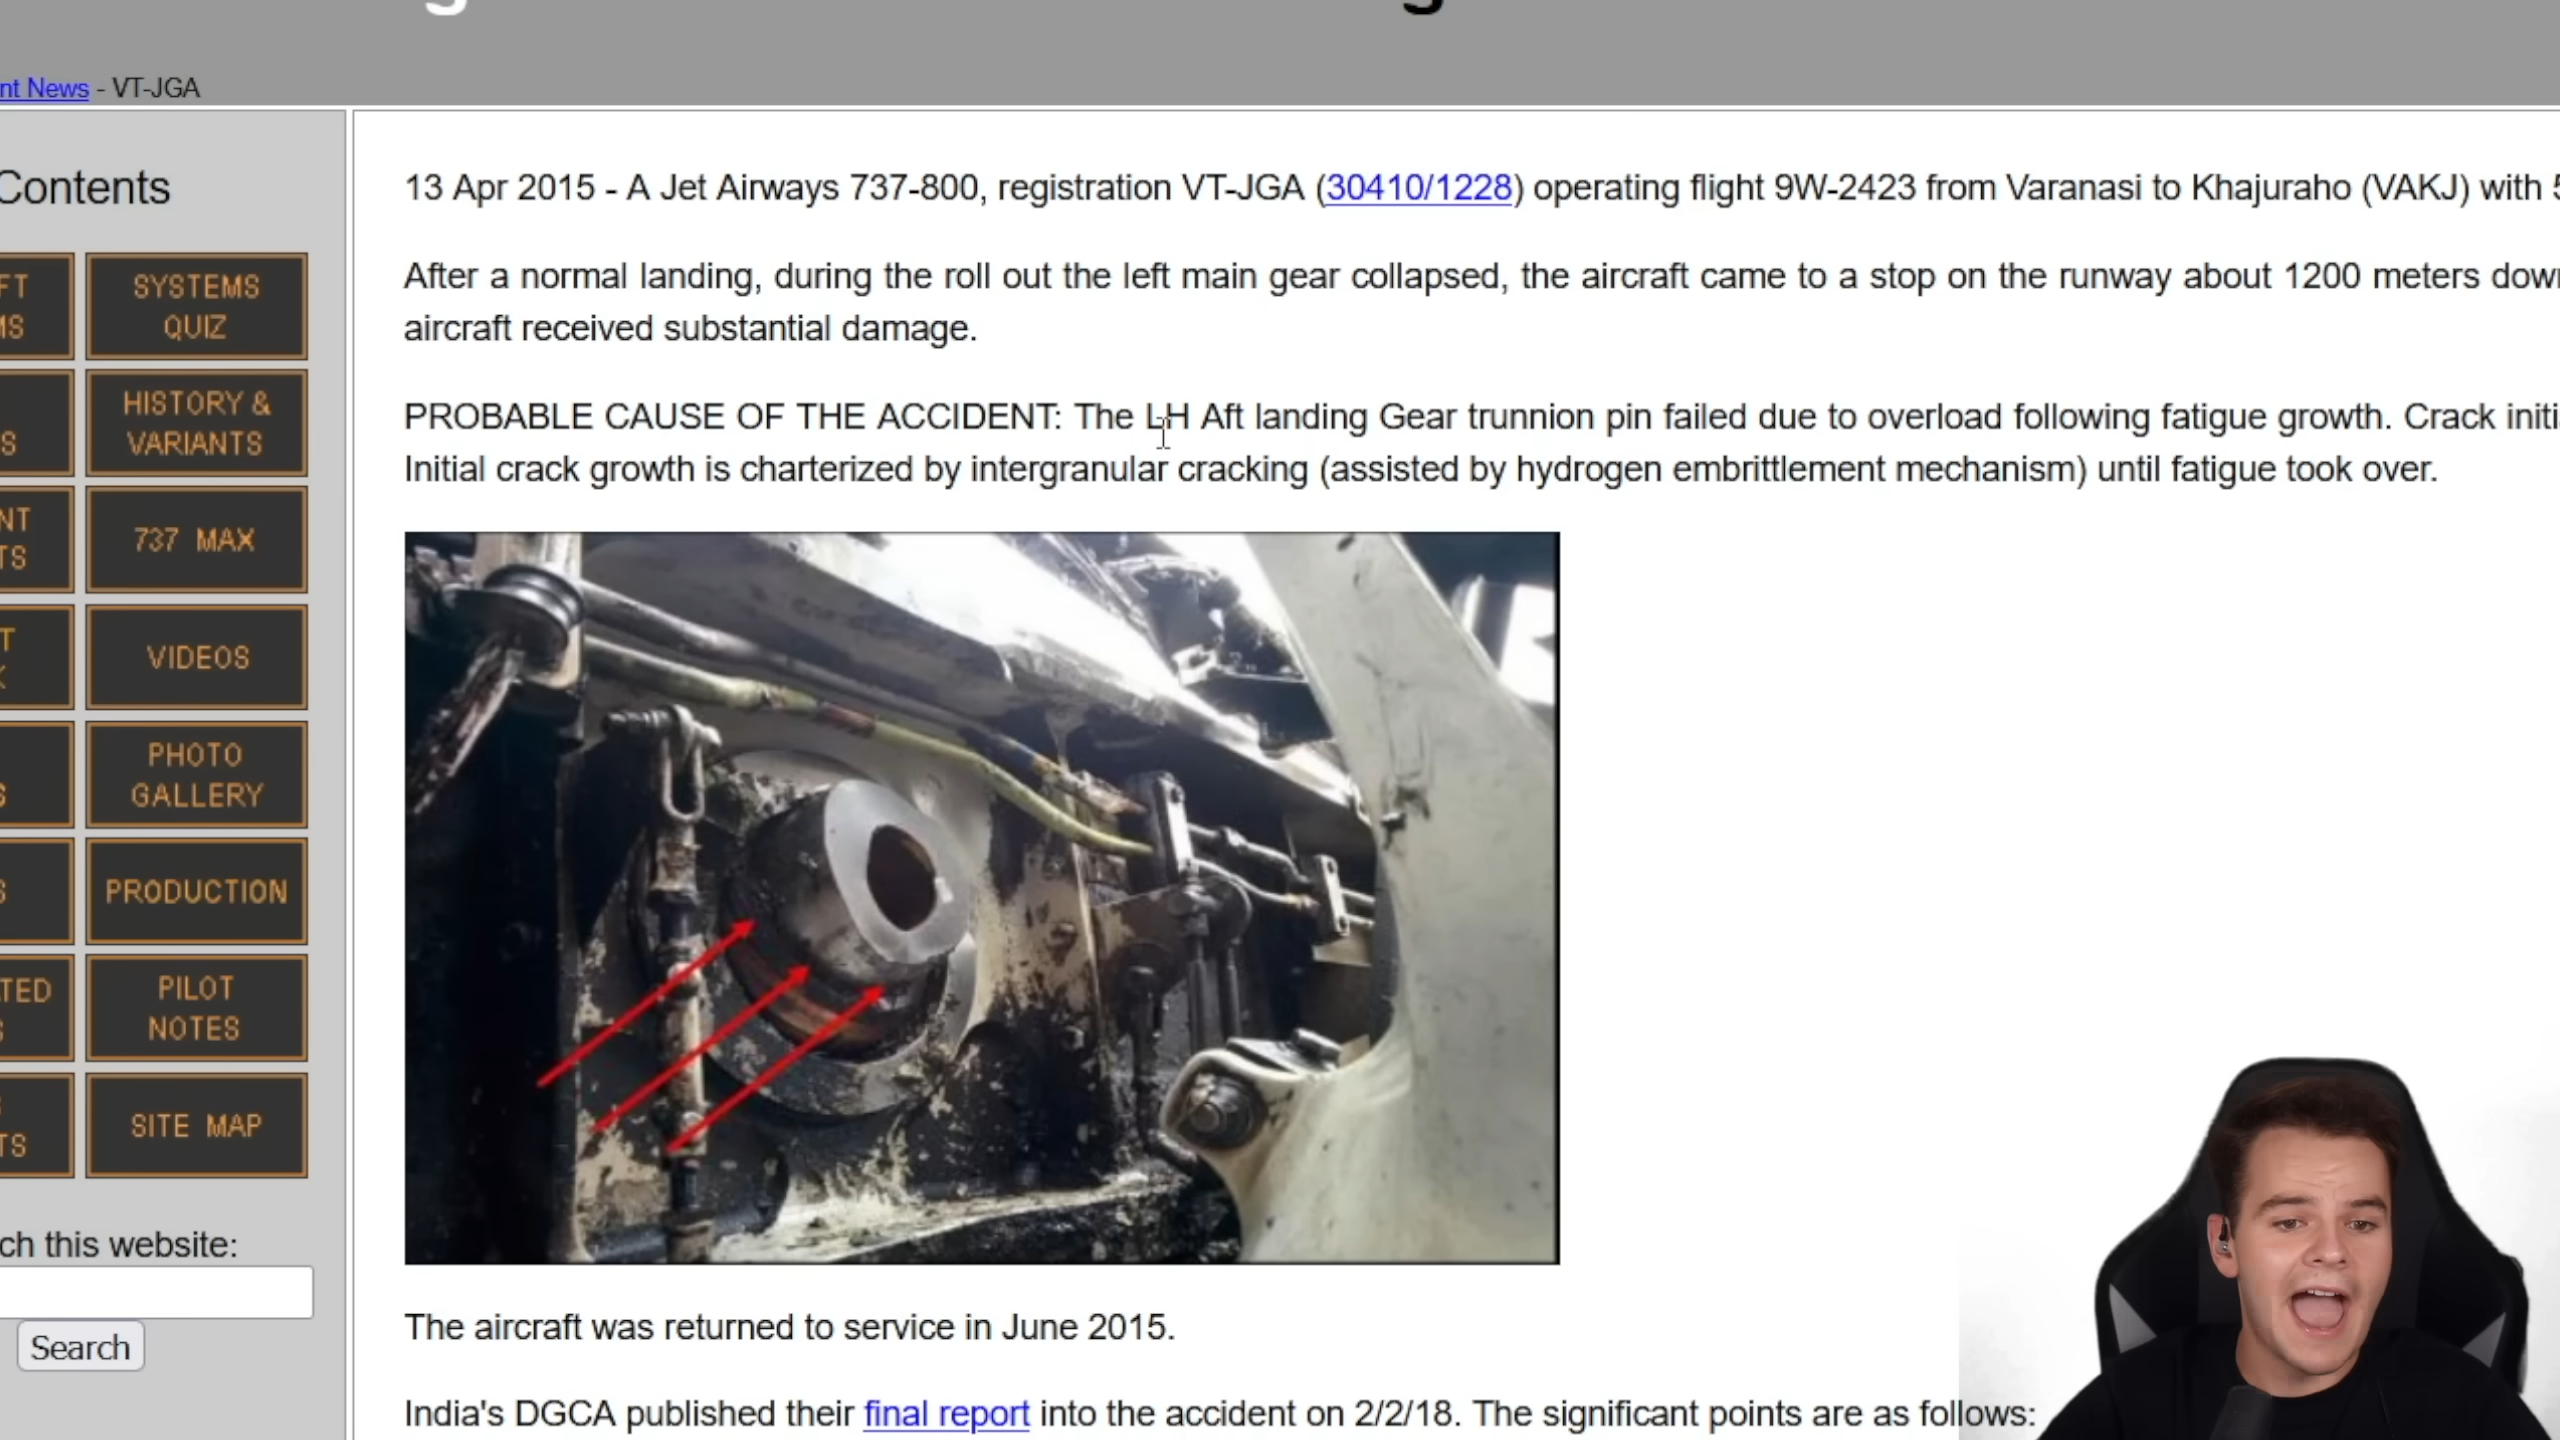 nt News - VT-JGA
Contents
FT
MS
SYSTEMS
QUIZ
S
HISTORY &
VARIANTS
NT
TS
737 MAX
T
K
VIDEOS
S
PHOTO
GALLERY
S
PRODUCTION
TED
S
PILOT
NOTES
S
TS
SITE MAP
ch this website:
Search
13 Apr 2015 - A Jet Airways 737-800, registration VT-JGA (30410/1228) operating flight 9W-2423 from Varanasi to Khajuraho (VAKJ) with 5
After a normal landing, during the roll out the left main gear collapsed, the aircraft came to a stop on the runway about 1200 meters down
aircraft received substantial damage.
PROBABLE CAUSE OF THE ACCIDENT: The LH Aft landing Gear trunnion pin failed due to overload following fatigue growth. Crack initi
Initial crack growth is charterized by intergranular cracking (assisted by hydrogen embrittlement mechanism) until fatigue took over.
The aircraft was returned to service in June 2015.
India's DGCA published their final report into the accident on 2/2/18. The significant points are as follows: